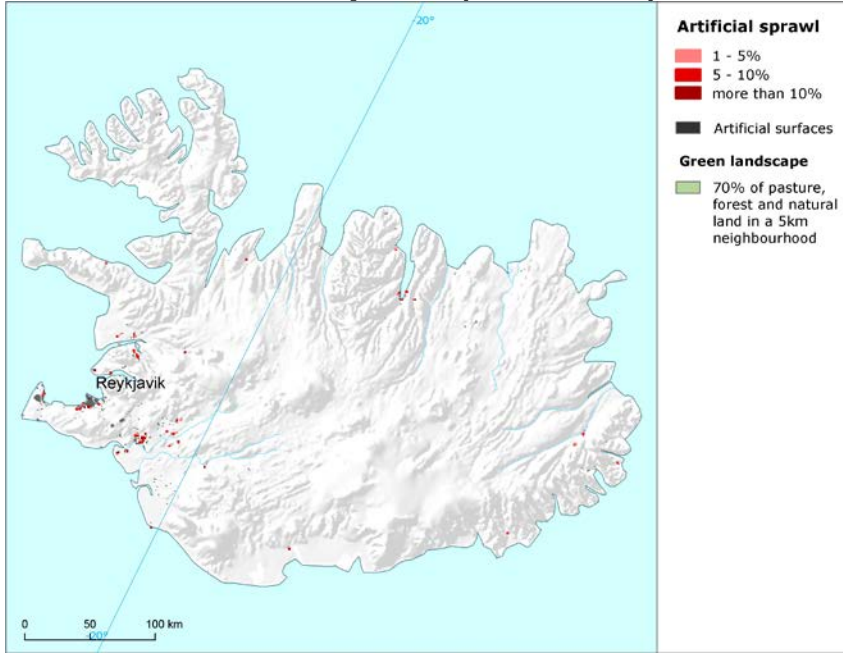 -20°
Reykjavik
0 50 100 km
-20°
Artificial sprawl
1 - 5%
5 - 10%
more than 10%
Artificial surfaces
Green landscape
70% of pasture,
forest and natural
land in a 5km
neighbourhood